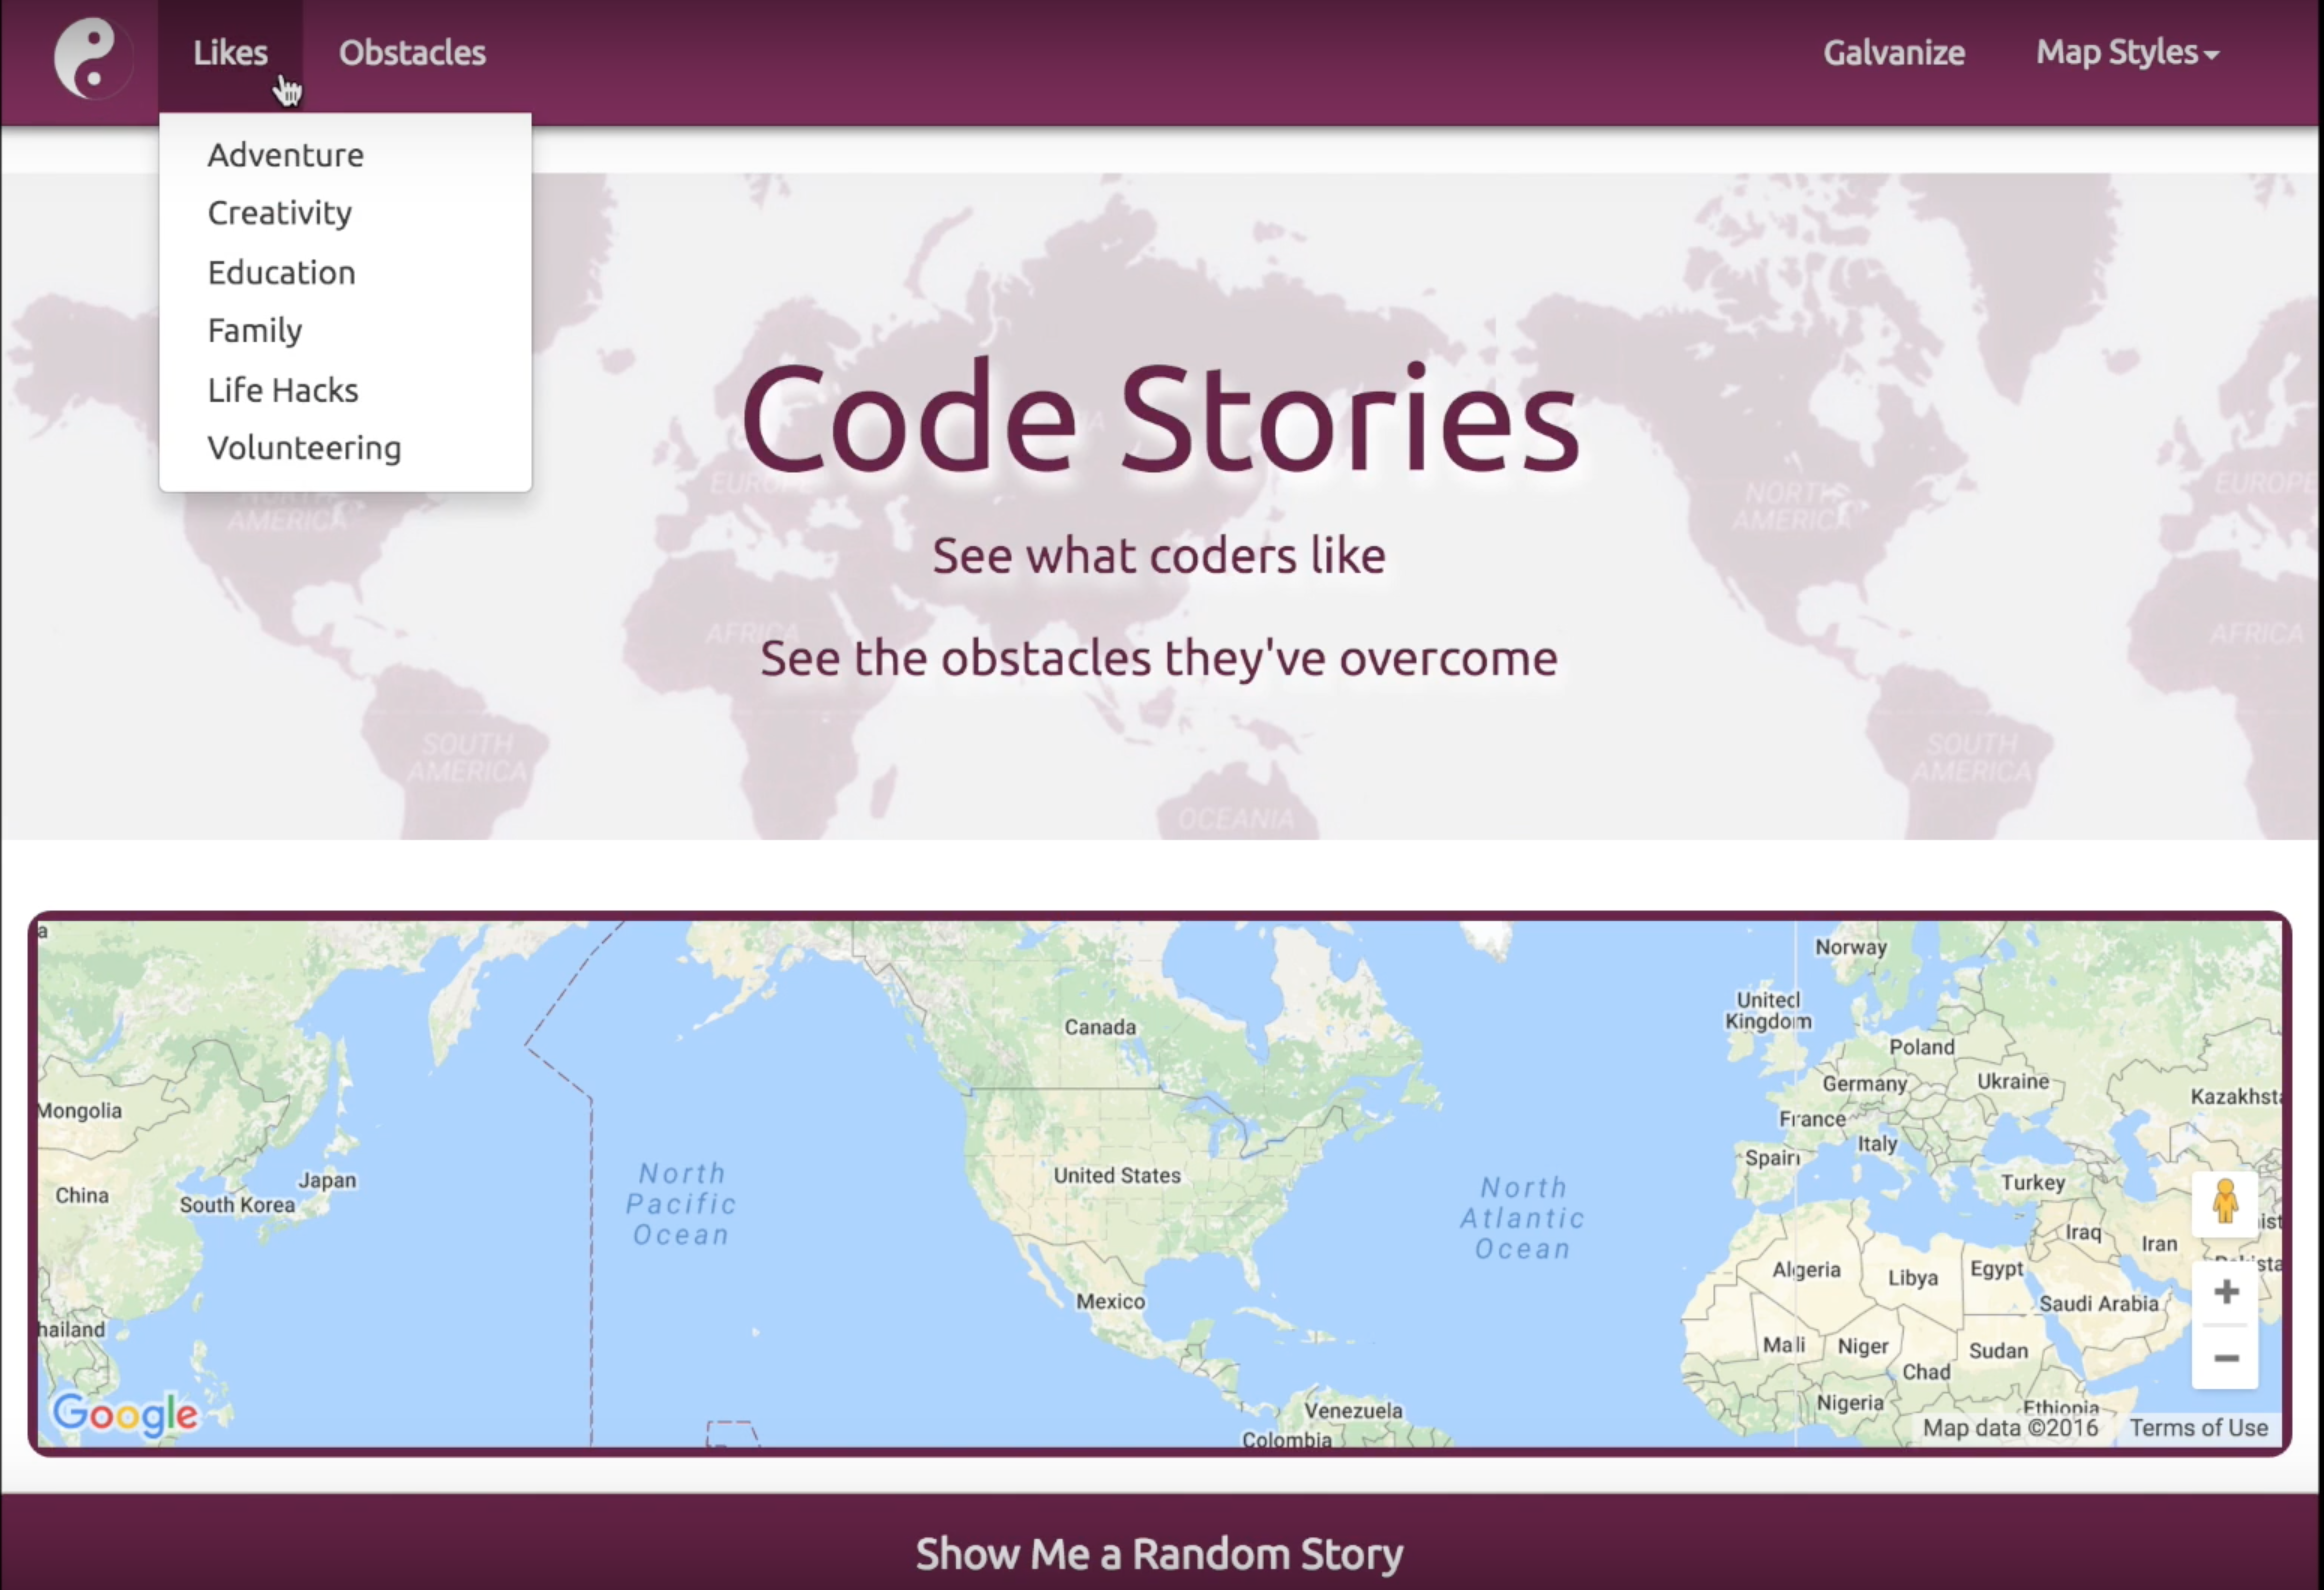 Likes
Obstacles
Galvanize
Map Styles
Adventure
Creativity
Education
Family
Life Hacks
Volunteering
Code Stories
See what coders like
See the obstacles they've overcome
NORTH
AMERICA
EUROPE
AFRICA
SOUTH
AMERICA
OCEANIA
NORTH
AMERICA
EUROPE
AFRICA
SOUTH
AMERICA
a
Norway
United
Kingdom
Canada
Poland
Germany
Ukraine
Mongolia
Kazakhsta
France
Italy
Spain
Japan
China
South Korea
North
Pacific
Ocean
United States
North
Atlantic
Ocean
Turkey
Iraq
Iran
ist
Algeria
Libya
Egypt
Mexico
Saudi Arabia
hailand
Mali
Niger
Sudan
Chad
Nigeria
Ethiopia
Venezuela
Colombia
Google
Map data ©2016
Terms of Use
Show Me a Random Story